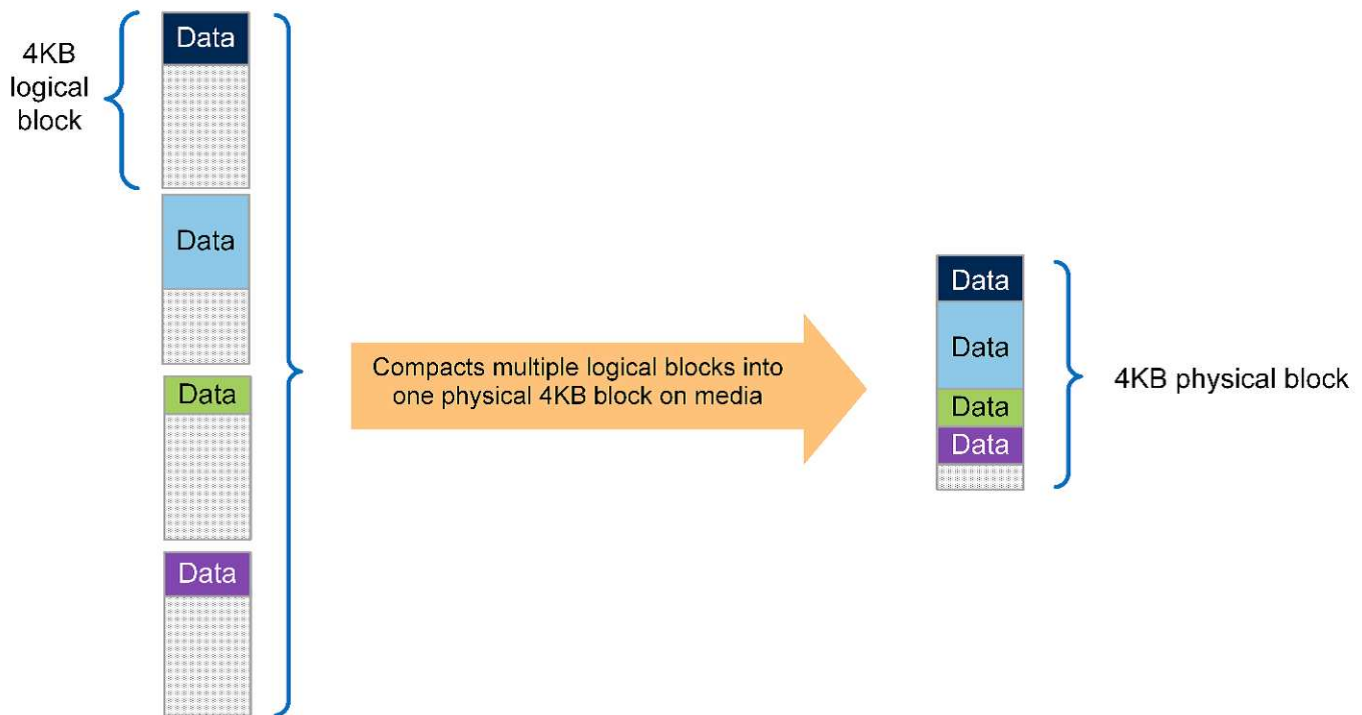 4KB
logical
block
Data
Data
Data
Data
Compacts multiple logical blocks into
one physical 4KB block on media
Data
Data
Data
Data
4KB physical block